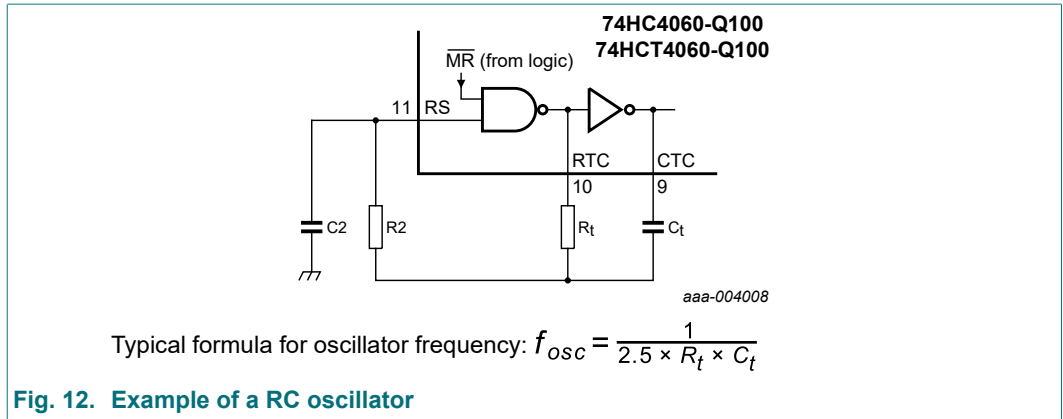 74HC4060-Q100
74HCT4060-Q100
MR (from logic)
11 RS
RTC CTC
10 9
C2 R2 Rt Ct
aaa-004008
Typical formula for oscillator frequency: fosc = 1 / 2.5 × Rt × Ct
Fig. 12. Example of a RC oscillator